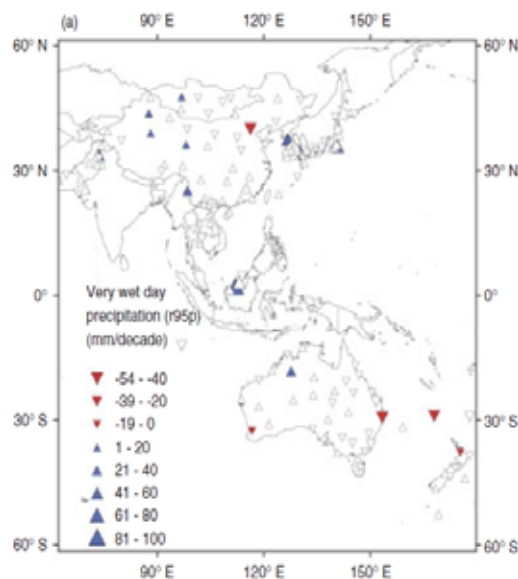 (a)
90° E 120° E 150° E
60° N 60° N
30° N 30° N
0° 0°
Very wet day
precipitation (r95p)
(mm/decade)
-54 - -40
-39 - -20
-19 - 0
1 - 20
21 - 40
41 - 60
61 - 80
81 - 100
30° S 30° S
60° S 60° S
90° E 120° E 150° E